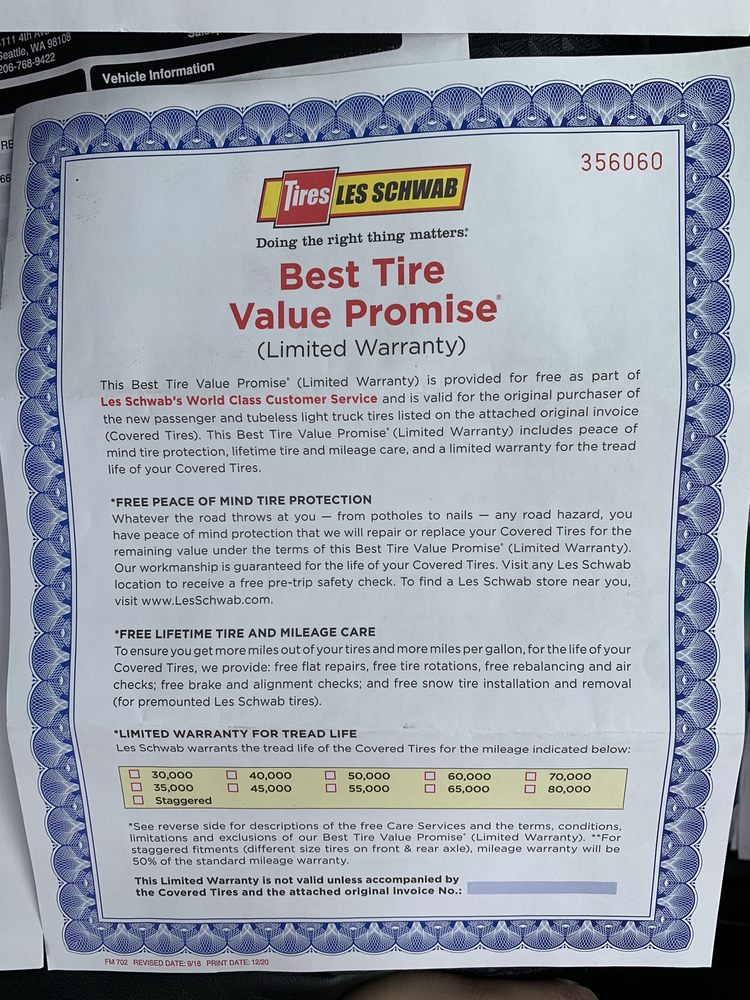 111 4th Av
Seattle, WA 98108
206-768-9422
Vehicle Information
RE
66
356060
Tires LES SCHWAB
Doing the right thing matters.®
Best Tire
Value Promise®
(Limited Warranty)
This Best Tire Value Promise® (Limited Warranty) is provided for free as part of
Les Schwab's World Class Customer Service and is valid for the original purchaser of
the new passenger and tubeless light truck tires listed on the attached original invoice
(Covered Tires). This Best Tire Value Promise® (Limited Warranty) includes peace of
mind tire protection, lifetime tire and mileage care, and a limited warranty for the tread
life of your Covered Tires.
*FREE PEACE OF MIND TIRE PROTECTION
Whatever the road throws at you — from potholes to nails — any road hazard, you
have peace of mind protection that we will repair or replace your Covered Tires for the
remaining value under the terms of this Best Tire Value Promise® (Limited Warranty).
Our workmanship is guaranteed for the life of your Covered Tires. Visit any Les Schwab
location to receive a free pre-trip safety check. To find a Les Schwab store near you,
visit www.LesSchwab.com.
*FREE LIFETIME TIRE AND MILEAGE CARE
To ensure you get more miles out of your tires and more miles per gallon, for the life of your
Covered Tires, we provide: free flat repairs, free tire rotations, free rebalancing and air
checks; free brake and alignment checks; and free snow tire installation and removal
(for premounted Les Schwab tires).
*LIMITED WARRANTY FOR TREAD LIFE
Les Schwab warrants the tread life of the Covered Tires for the mileage indicated below:
30,000 40,000 50,000 60,000 70,000
35,000 45,000 55,000 65,000 80,000
Staggered
*See reverse side for descriptions of the free Care Services and the terms, conditions,
limitations and exclusions of our Best Tire Value Promise® (Limited Warranty). **For
staggered fitments (different size tires on front & rear axle), mileage warranty will be
50% of the standard mileage warranty.
This Limited Warranty is not valid unless accompanied by
the Covered Tires and the attached original invoice No.:
FM 702 REVISED DATE: 9/18 PRINT DATE: 12/20